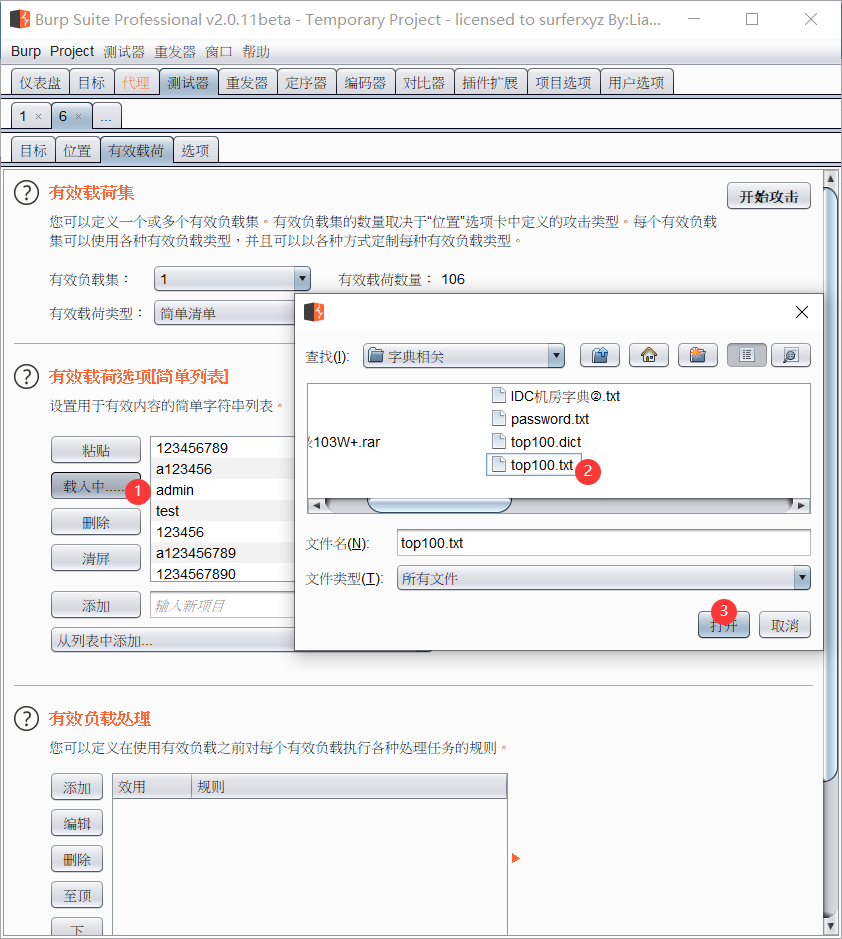 Burp Suite Professional v2.0.11beta - Temporary Project - licensed to surferxyz By:Lia...
Burp Project 测试器 重发器 窗口 帮助
仪表盘 目标 代理 测试器 重发器 定序器 编码器 对比器 插件扩展 项目选项 用户选项
1 × 6 × ...
目标 位置 有效载荷 选项
? 有效载荷集
开始攻击
您可以定义一个或多个有效负载集。有效负载集的数量取决于“位置”选项卡中定义的攻击类型。每个有效负载
集可以使用各种有效负载类型，并且可以以各种方式定制每种有效负载类型。
有效负载集： 1 有效载荷数量： 106
有效载荷类型： 简单清单
? 有效载荷选项[简单列表]
设置用于有效内容的简单字符串列表。
粘贴
载入中.....
删除
清屏
添加
1
123456789
a123456
admin
test
123456
a123456789
1234567890
输入新项目
从列表中添加...
查找(I): 字典相关
103W+.rar
IDC机房字典②.txt
password.txt
top100.dict
top100.txt
2
文件名(N): top100.txt
文件类型(T): 所有文件
3
打开 取消
? 有效负载处理
您可以定义在使用有效负载之前对每个有效负载执行各种处理任务的规则。
添加
编辑
删除
至顶
下
效用 规则